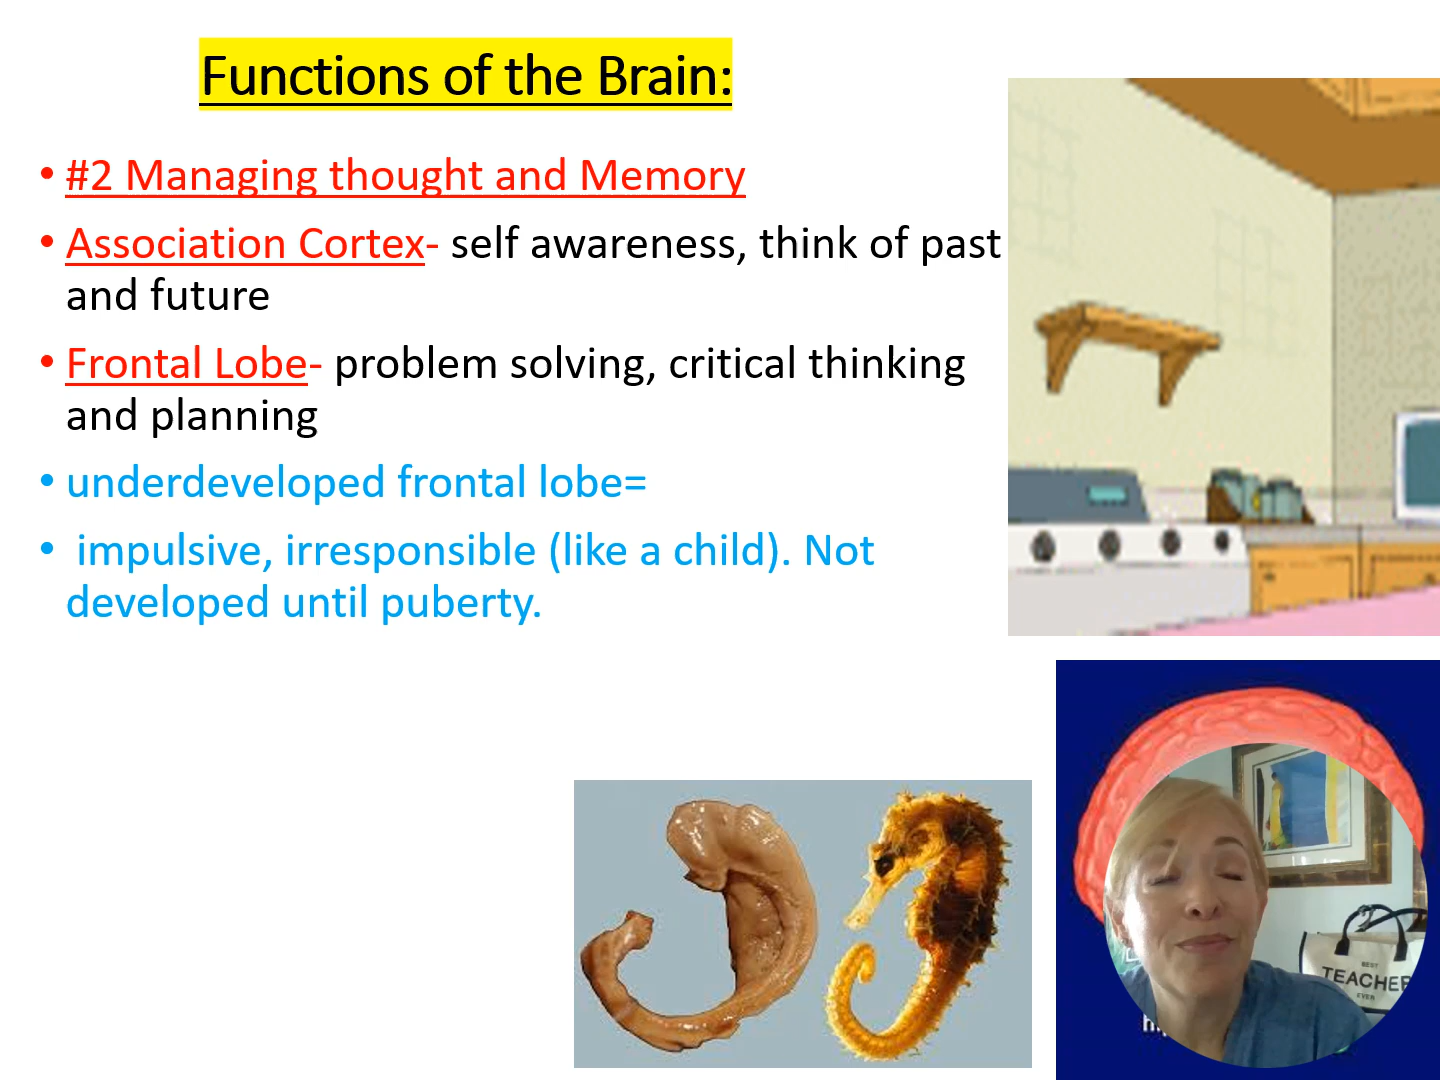 Functions of the Brain:
• #2 Managing thought and Memory
• Association Cortex- self awareness, think of past
and future
• Frontal Lobe- problem solving, critical thinking
and planning
• underdeveloped frontal lobe=
• impulsive, irresponsible (like a child). Not
developed until puberty.
BEST
TEACHER
EVER